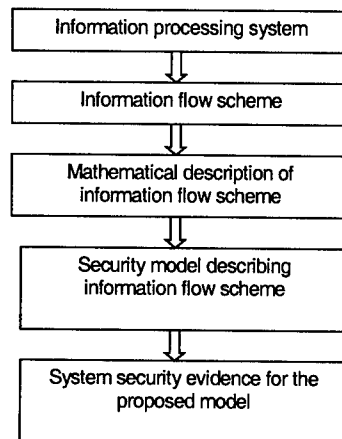 Information processing system
Information flow scheme
Mathematical description of
information flow scheme
Security model describing
information flow scheme
System security evidence for the
proposed model